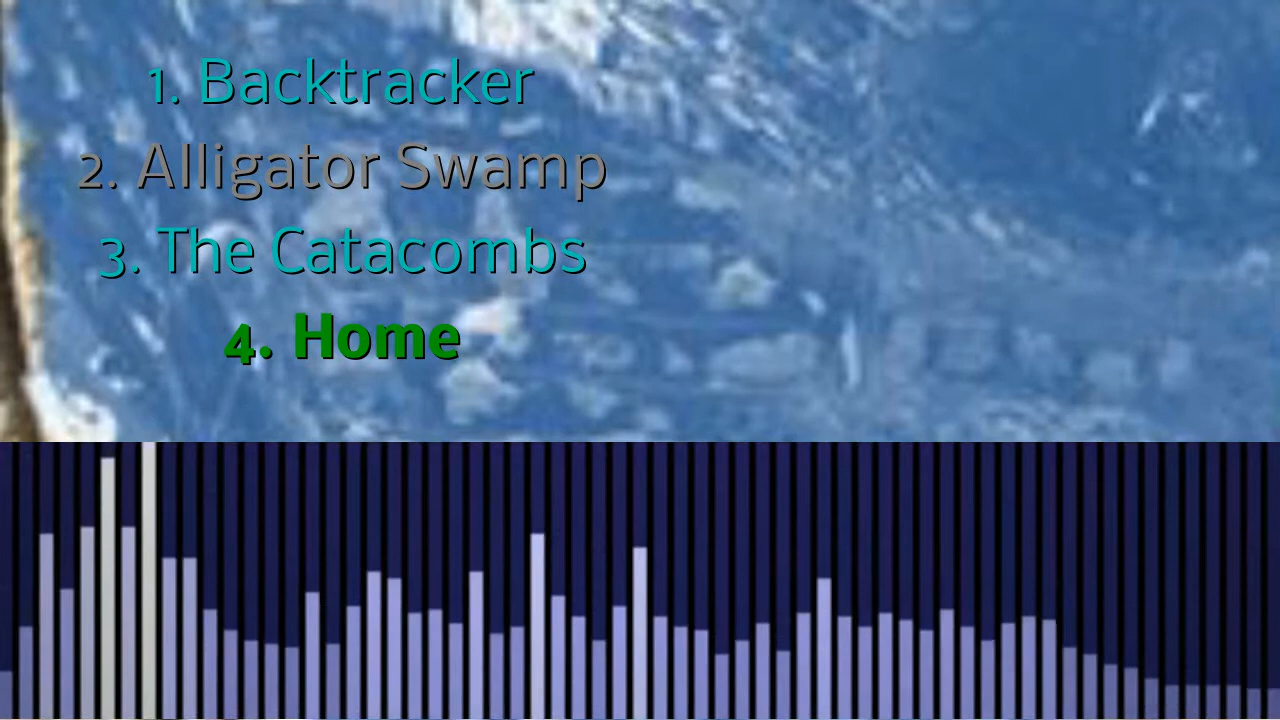 1. Backtracker
2. Alligator Swamp
3. The Catacombs
4. Home